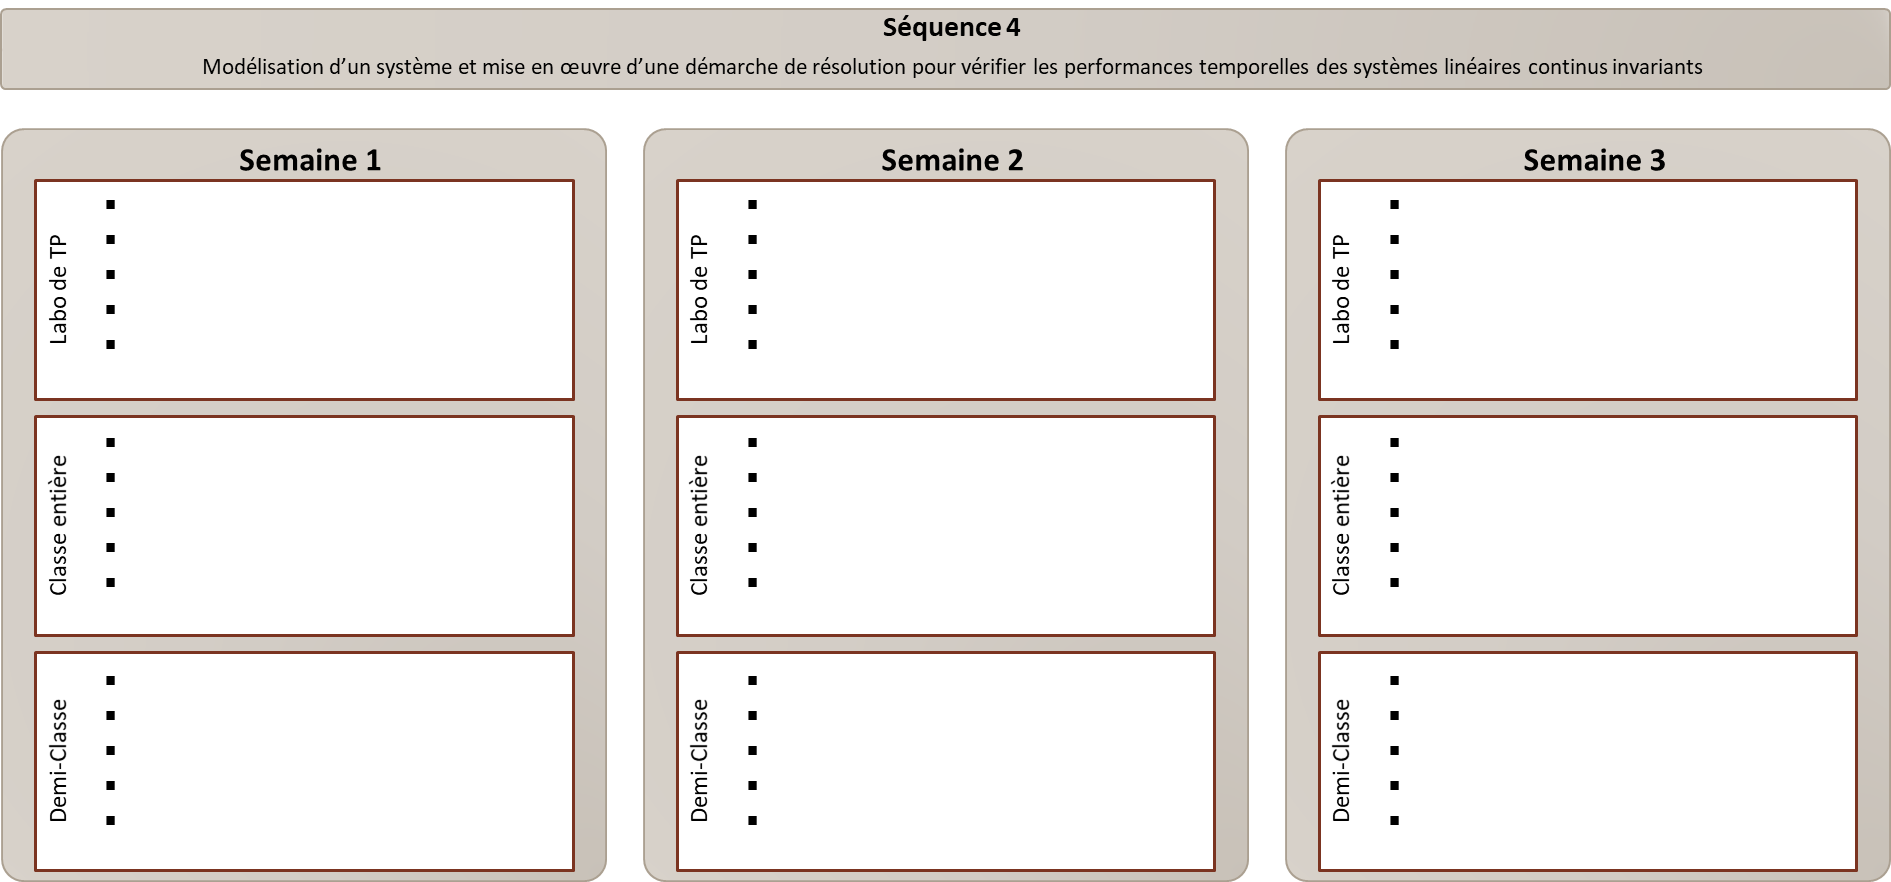 Séquence 4
Modélisation d’un système et mise en œuvre d’une démarche de résolution pour vérifier les performances temporelles des systèmes linéaires continus invariants
Semaine 1
Labo de TP
Classe entière
Demi-Classe
Semaine 2
Labo de TP
Classe entière
Demi-Classe
Semaine 3
Labo de TP
Classe entière
Demi-Classe